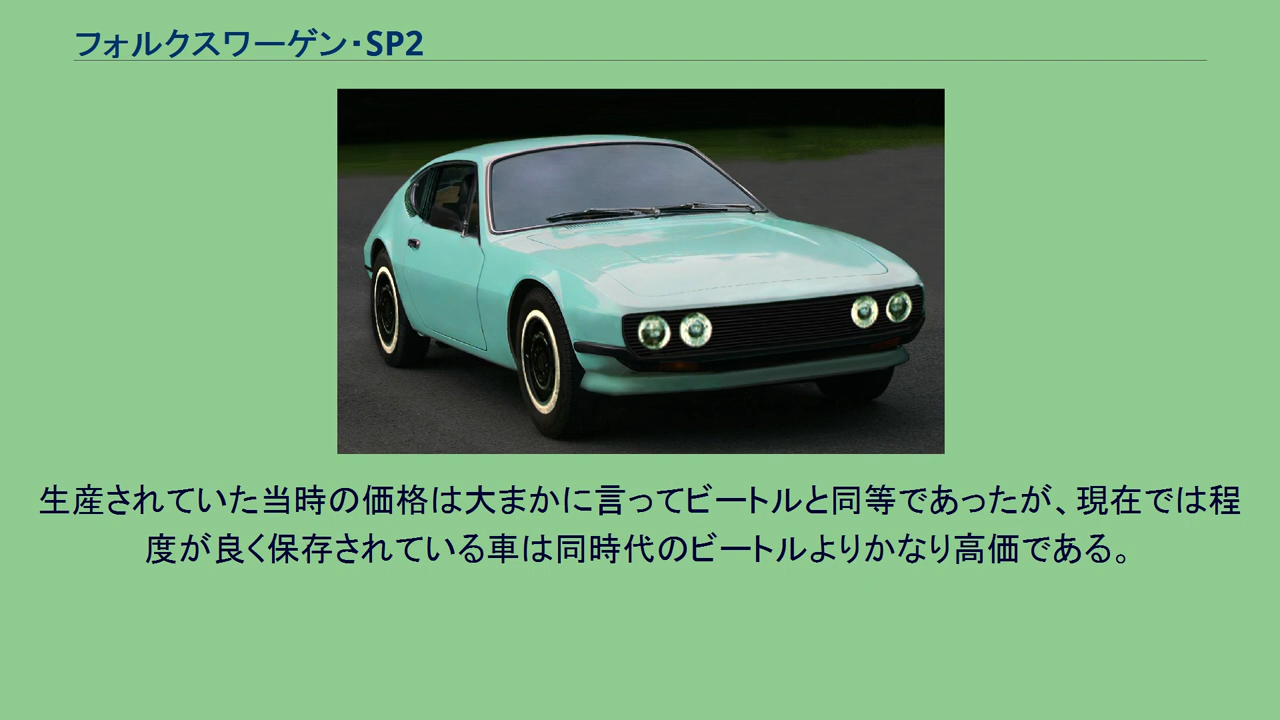 フォルクスワーゲン・SP2
生産されていた当時の価格は大まかに言ってビートルと同等であったが、現在では程
度が良く保存されている車は同時代のビートルよりかなり高価である。